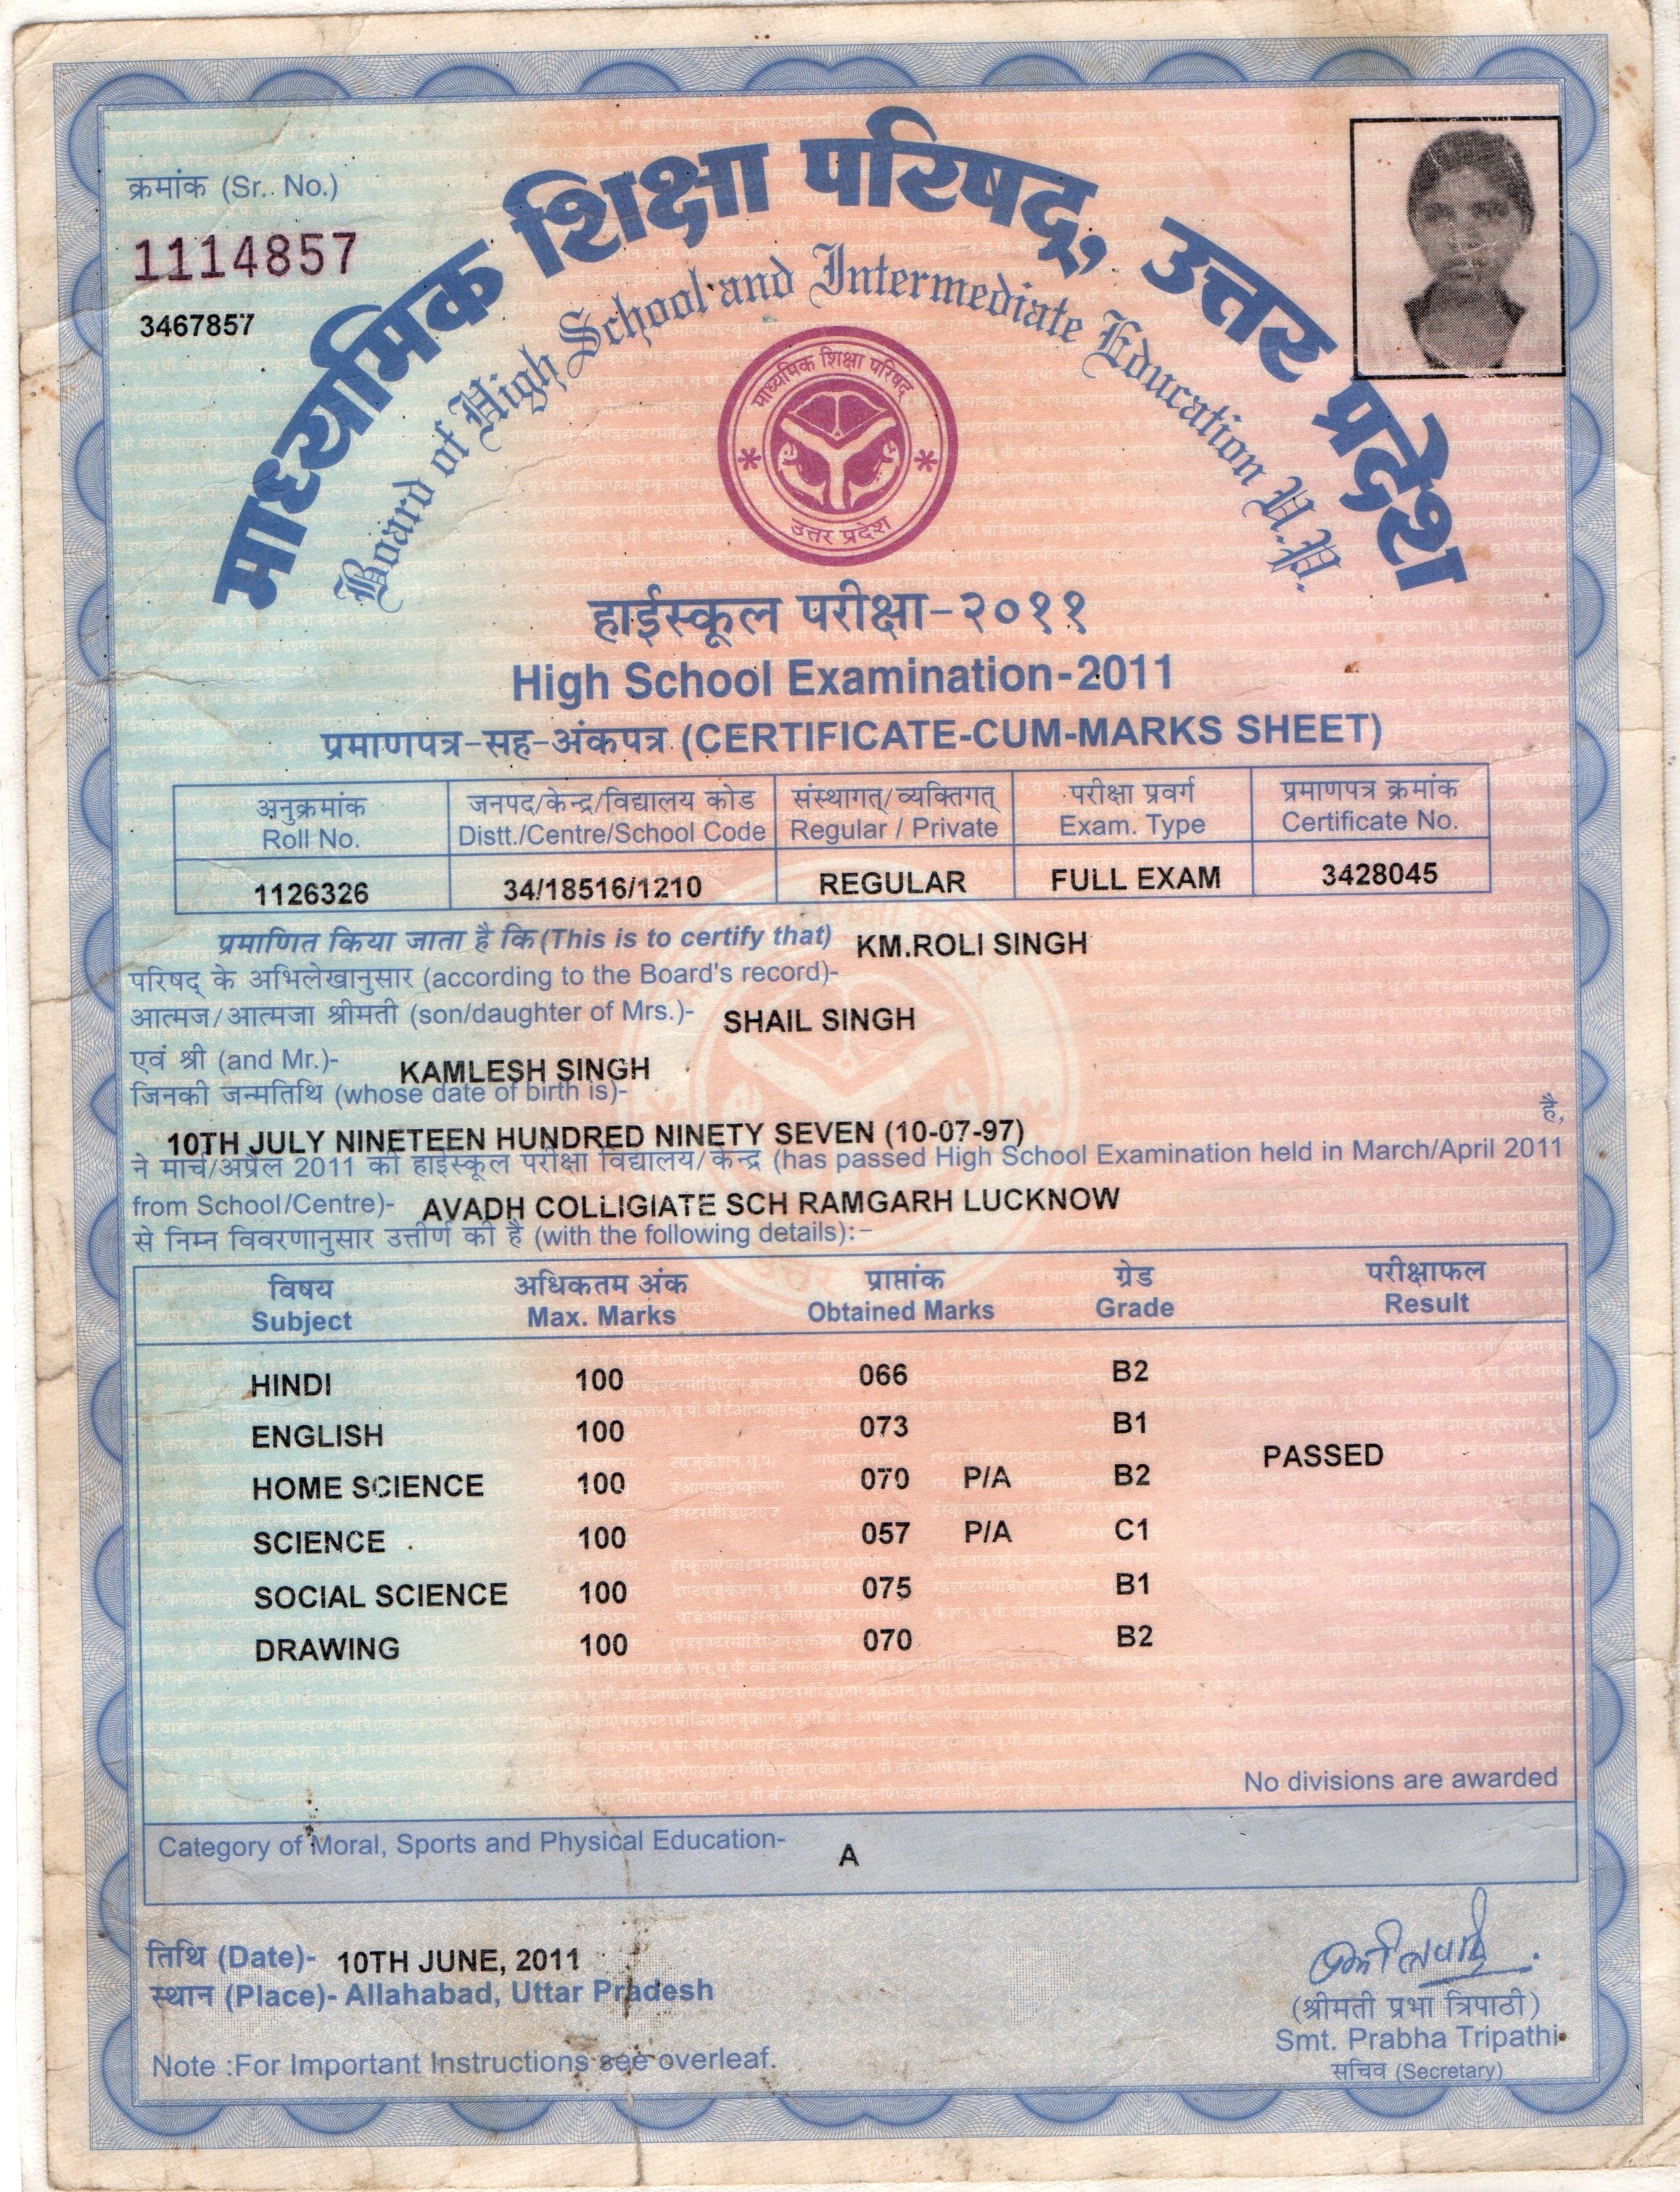 क्रमांक (Sr. No.)
1114857
3467857
माध्यमिक शिक्षा परिषद्, उत्तर प्रदेश
Board of High School and Intermediate Education U.P.
माध्यमिक शिक्षा परिषद्
उत्तर प्रदेश
हाईस्कूल परीक्षा-२०११
High School Examination-2011
प्रमाणपत्र-सह-अंकपत्र (CERTIFICATE-CUM-MARKS SHEET)
अनुक्रमांक जनपद/केन्द्र/विद्यालय कोड संस्थागत्/व्यक्तिगत् परीक्षा प्रवर्ग प्रमाणपत्र क्रमांक
Roll No. Distt./Centre/School Code Regular / Private Exam. Type Certificate No.
1126326 34/18516/1210 REGULAR FULL EXAM 3428045
प्रमाणित किया जाता है कि (This is to certify that) KM.ROLI SINGH
परिषद् के अभिलेखानुसार (according to the Board's record)-
आत्मज/आत्मजा श्रीमती (son/daughter of Mrs.)- SHAIL SINGH
एवं श्री (and Mr.)- KAMLESH SINGH
जिनकी जन्मतिथि (whose date of birth is)-
10TH JULY NINETEEN HUNDRED NINETY SEVEN (10-07-97) है,
ने मार्च/अप्रैल 2011 की हाईस्कूल परीक्षा विद्यालय/केन्द्र (has passed High School Examination held in March/April 2011
from School/Centre)- AVADH COLLIGIATE SCH RAMGARH LUCKNOW
से निम्न विवरणानुसार उत्तीर्ण की है (with the following details):-
विषय अधिकतम अंक प्राप्तांक ग्रेड परीक्षाफल
Subject Max. Marks Obtained Marks Grade Result
HINDI 100 066 B2
ENGLISH 100 073 B1
PASSED
HOME SCIENCE 100 070 P/A B2
SCIENCE 100 057 P/A C1
SOCIAL SCIENCE 100 075 B1
DRAWING 100 070 B2
No divisions are awarded
Category of Moral, Sports and Physical Education- A
तिथि (Date)- 10TH JUNE, 2011
स्थान (Place)- Allahabad, Uttar Pradesh
(श्रीमती प्रभा त्रिपाठी)
Smt. Prabha Tripathi
सचिव (Secretary)
Note :For Important Instructions see overleaf.